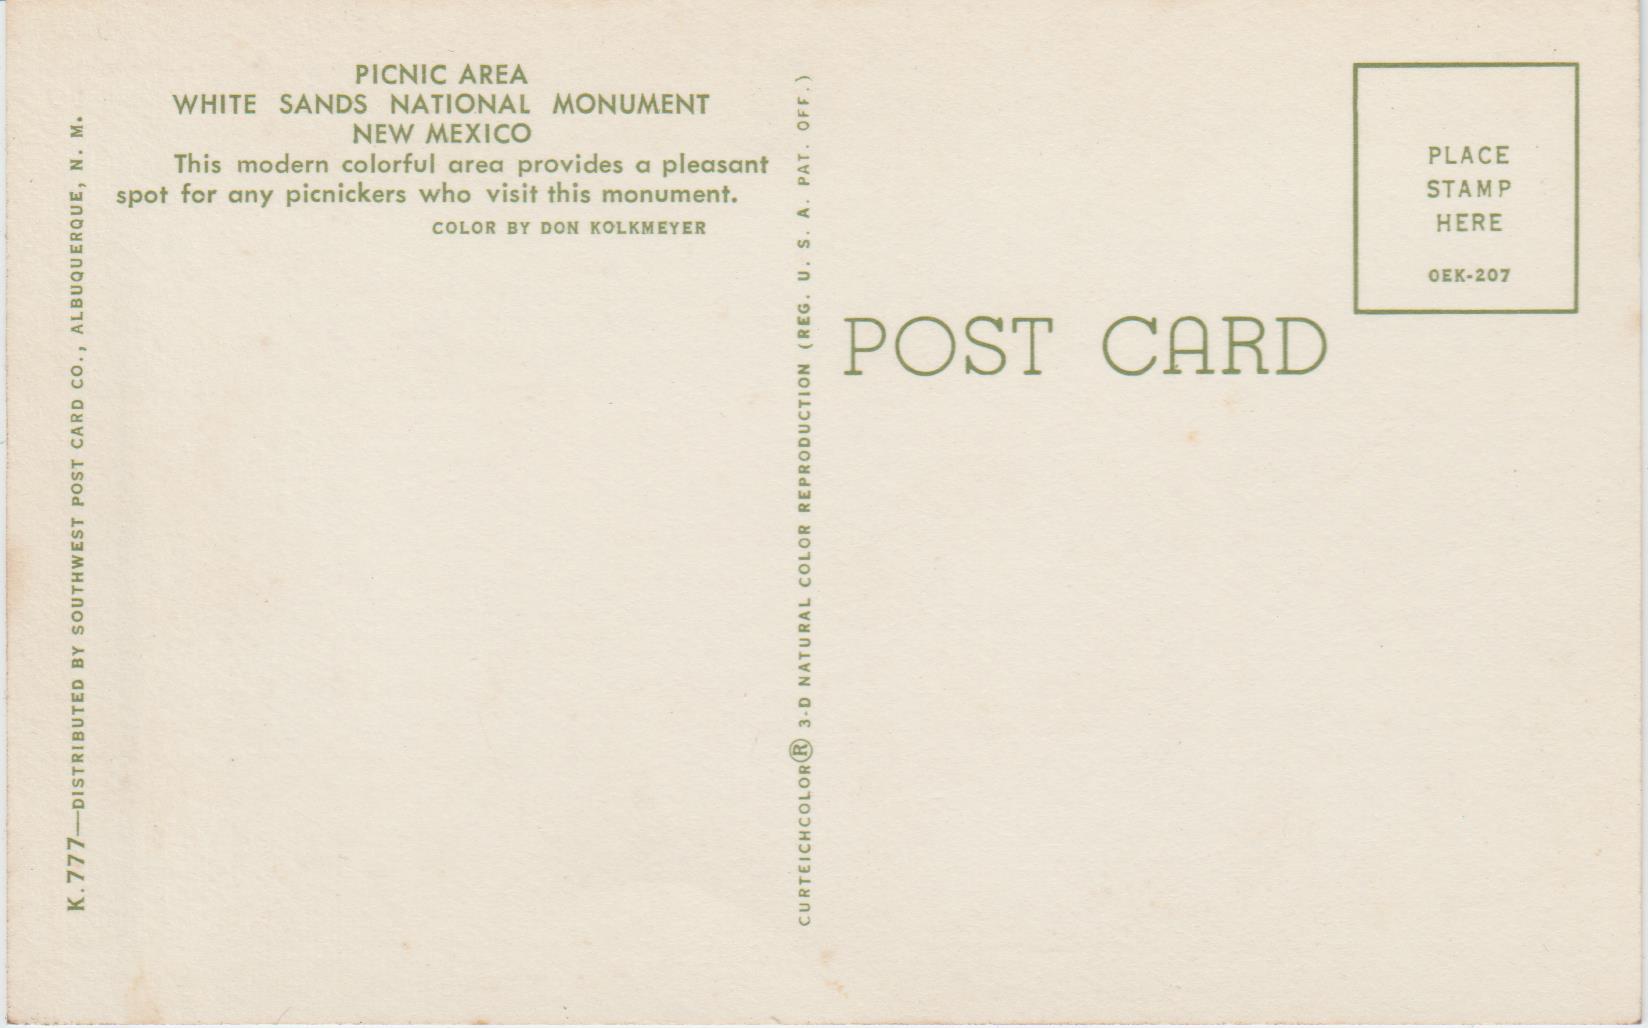 PICNIC AREA
WHITE SANDS NATIONAL MONUMENT
NEW MEXICO
This modern colorful area provides a pleasant
spot for any picnickers who visit this monument.
COLOR BY DON KOLKMEYER
K. 777—DISTRIBUTED BY SOUTHWEST POST CARD CO., ALBUQUERQUE, N. M.
CURTEICHCOLOR® 3-D NATURAL COLOR REPRODUCTION (REG. U. S. A. PAT. OFF.)
POST CARD
PLACE
STAMP
HERE
OEK-207